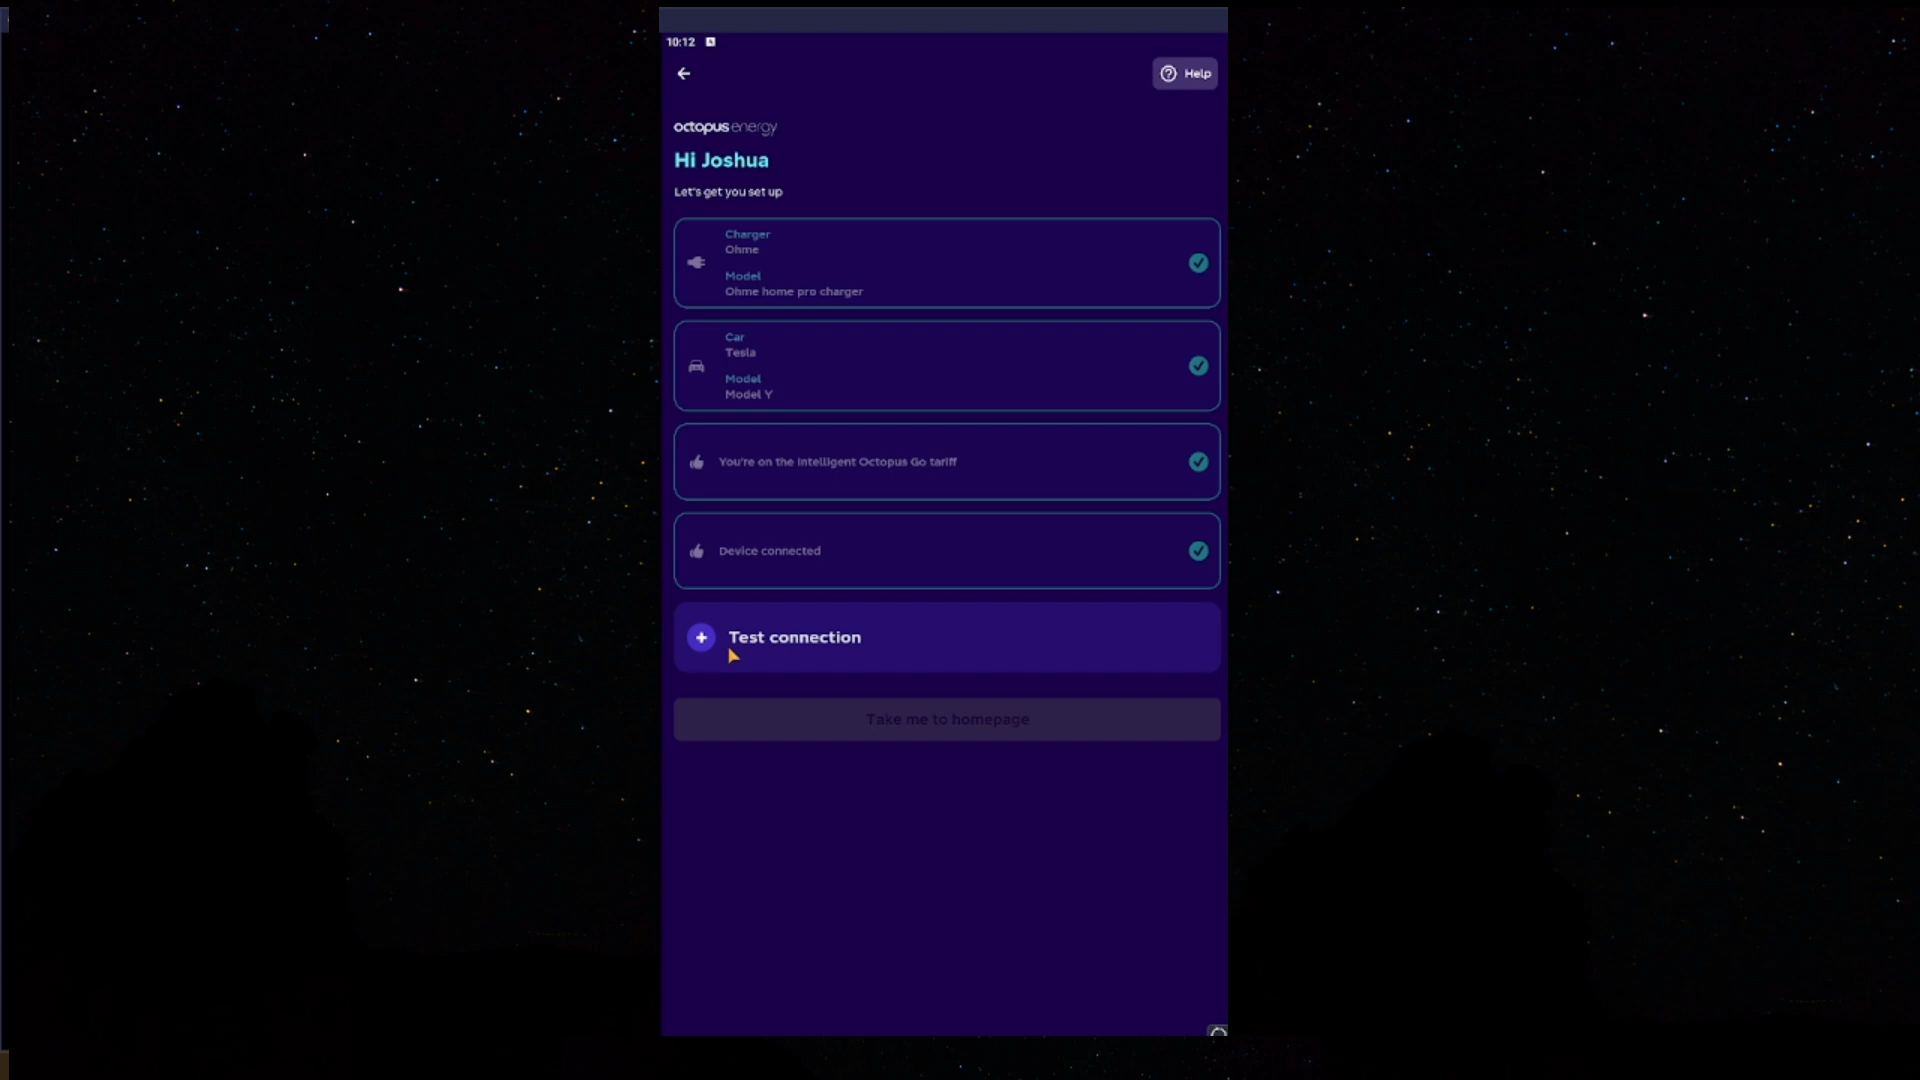 10:12
Help
octopus energy
Hi Joshua
Let's get you set up
Charger
Ohme
Model
Ohme home pro charger
Car
Tesla
Model
Model Y
You're on the Intelligent Octopus Go tariff
Device connected
Test connection
Take me to homepage